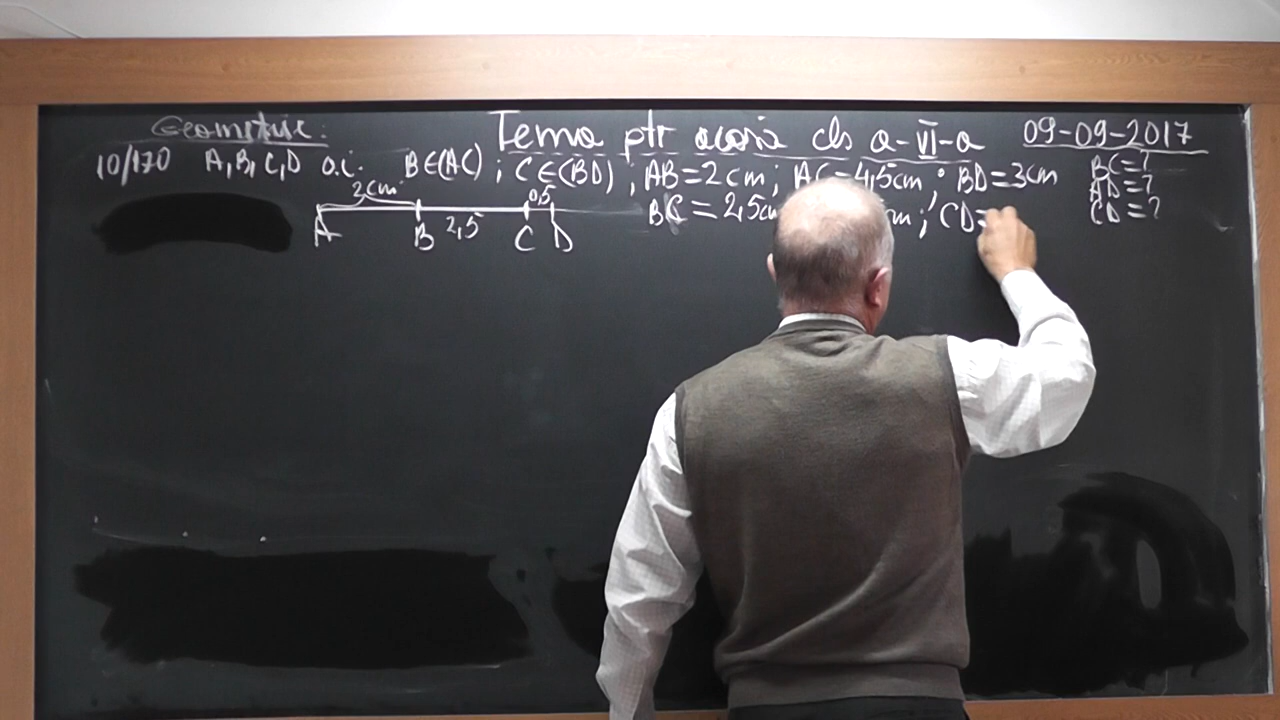 Geometrie: Tema ptr acasă cls a-VI-a 09-09-2017
10/170 A, B, C, D a.î. B∈(AC) ; C∈(BD) ; AB=2cm; AC=4,5cm ; BD=3cm BC=?
AD=?
CD=?
2cm 0,5
BC=2,5cm ; CD=
A B 2,5 C D